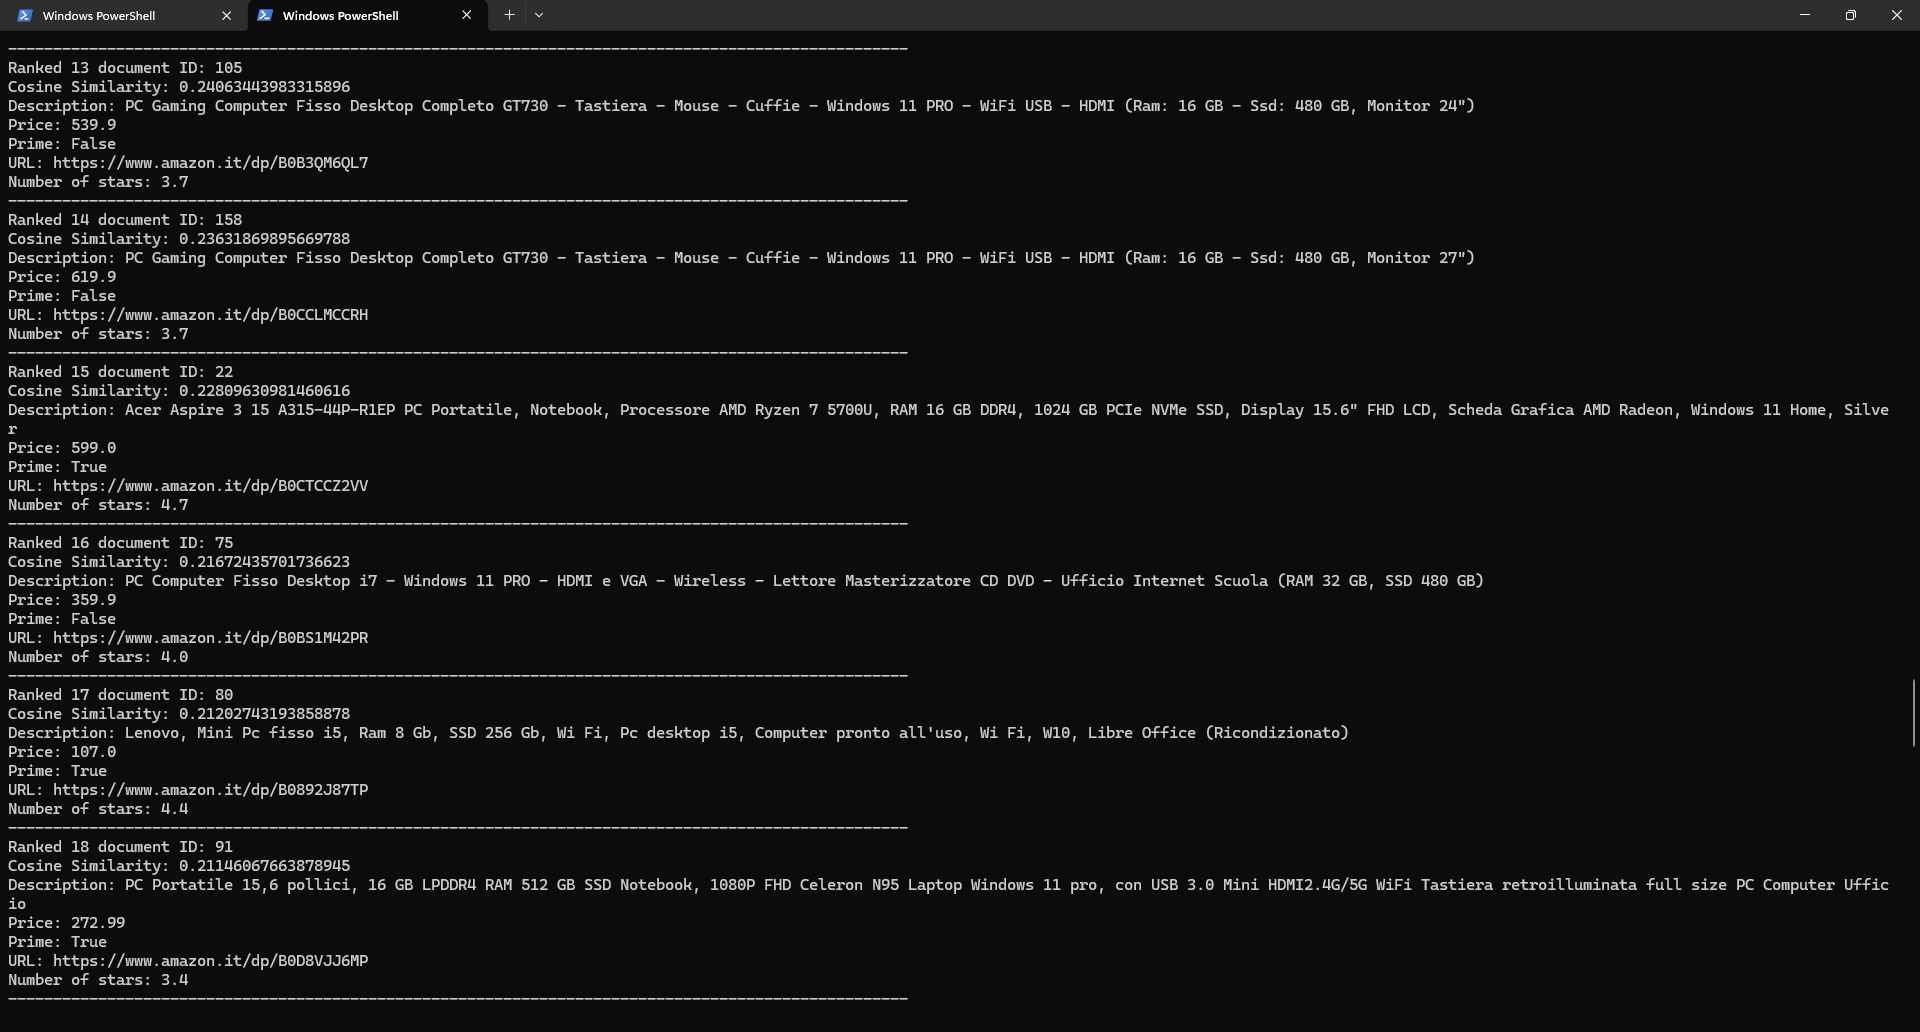 Windows PowerShell
Windows PowerShell
----------------------------------------------------------------------------------------------------
Ranked 13 document ID: 105
Cosine Similarity: 0.24063443983315896
Description: PC Gaming Computer Fisso Desktop Completo GT730 - Tastiera - Mouse - Cuffie - Windows 11 PRO - WiFi USB - HDMI (Ram: 16 GB - Ssd: 480 GB, Monitor 24")
Price: 539.9
Prime: False
URL: https://www.amazon.it/dp/B0B3QM6QL7
Number of stars: 3.7
----------------------------------------------------------------------------------------------------
Ranked 14 document ID: 158
Cosine Similarity: 0.23631869895669788
Description: PC Gaming Computer Fisso Desktop Completo GT730 - Tastiera - Mouse - Cuffie - Windows 11 PRO - WiFi USB - HDMI (Ram: 16 GB - Ssd: 480 GB, Monitor 27")
Price: 619.9
Prime: False
URL: https://www.amazon.it/dp/B0CCLMCCRH
Number of stars: 3.7
----------------------------------------------------------------------------------------------------
Ranked 15 document ID: 22
Cosine Similarity: 0.22809630981460616
Description: Acer Aspire 3 15 A315-44P-R1EP PC Portatile, Notebook, Processore AMD Ryzen 7 5700U, RAM 16 GB DDR4, 1024 GB PCIe NVMe SSD, Display 15.6" FHD LCD, Scheda Grafica AMD Radeon, Windows 11 Home, Silve
r
Price: 599.0
Prime: True
URL: https://www.amazon.it/dp/B0CTCCZ2VV
Number of stars: 4.7
----------------------------------------------------------------------------------------------------
Ranked 16 document ID: 75
Cosine Similarity: 0.21672435701736623
Description: PC Computer Fisso Desktop i7 - Windows 11 PRO - HDMI e VGA - Wireless - Lettore Masterizzatore CD DVD - Ufficio Internet Scuola (RAM 32 GB, SSD 480 GB)
Price: 359.9
Prime: False
URL: https://www.amazon.it/dp/B0BS1M42PR
Number of stars: 4.0
----------------------------------------------------------------------------------------------------
Ranked 17 document ID: 80
Cosine Similarity: 0.21202743193858878
Description: Lenovo, Mini Pc fisso i5, Ram 8 Gb, SSD 256 Gb, Wi Fi, Pc desktop i5, Computer pronto all'uso, Wi Fi, W10, Libre Office (Ricondizionato)
Price: 107.0
Prime: True
URL: https://www.amazon.it/dp/B0892J87TP
Number of stars: 4.4
----------------------------------------------------------------------------------------------------
Ranked 18 document ID: 91
Cosine Similarity: 0.21146067663878945
Description: PC Portatile 15,6 pollici, 16 GB LPDDR4 RAM 512 GB SSD Notebook, 1080P FHD Celeron N95 Laptop Windows 11 pro, con USB 3.0 Mini HDMI2.4G/5G WiFi Tastiera retroilluminata full size PC Computer Uffic
io
Price: 272.99
Prime: True
URL: https://www.amazon.it/dp/B0D8VJJ6MP
Number of stars: 3.4
----------------------------------------------------------------------------------------------------